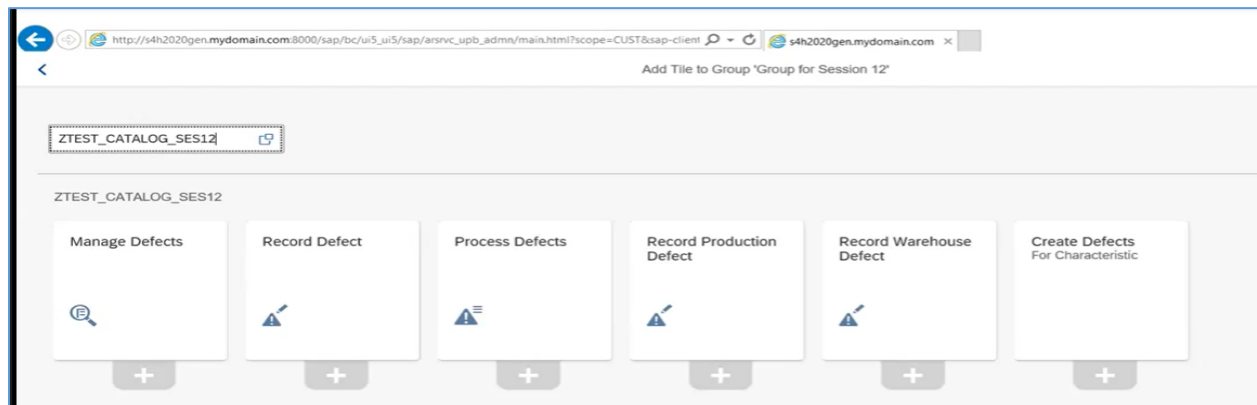 http://s4h2020gen.mydomain.com:8000/sap/bc/ui5_ui5/sap/arsrvc_upb_admn/main.html?scope=CUST&sap-client
s4h2020gen.mydomain.com
Add Tile to Group 'Group for Session 12'
ZTEST_CATALOG_SES12
ZTEST_CATALOG_SES12
Manage Defects
Record Defect
Process Defects
Record Production
Defect
Record Warehouse
Defect
Create Defects
For Characteristic